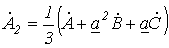 Ȧ₂ = 1/3 (Ȧ + a̲² Ḃ + a̲Ċ)